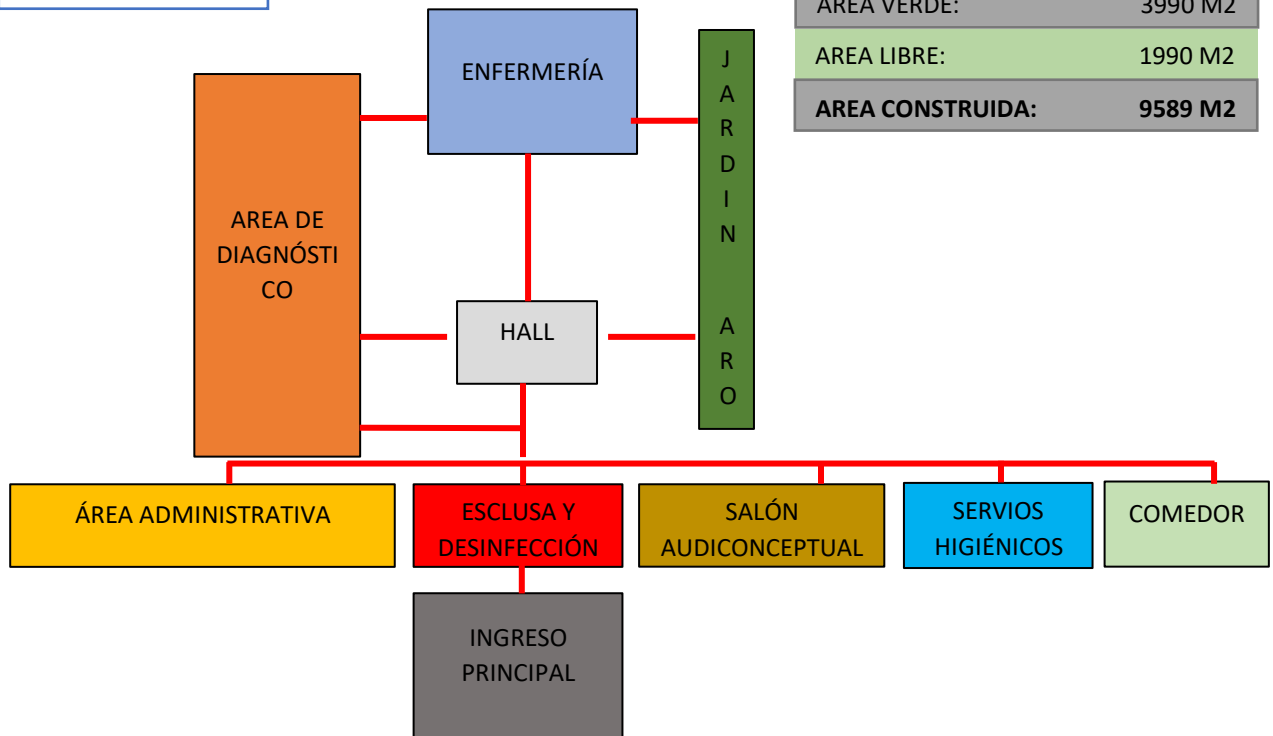 AREA VERDE: 3990 M2
AREA LIBRE: 1990 M2
AREA CONSTRUIDA: 9589 M2
ENFERMERÍA
J
A
R
D
I
N
A
R
O
AREA DE
DIAGNÓSTI
CO
HALL
ÁREA ADMINISTRATIVA
ESCLUSA Y
DESINFECCIÓN
SALÓN
AUDICONCEPTUAL
SERVIOS
HIGIÉNICOS
COMEDOR
INGRESO
PRINCIPAL